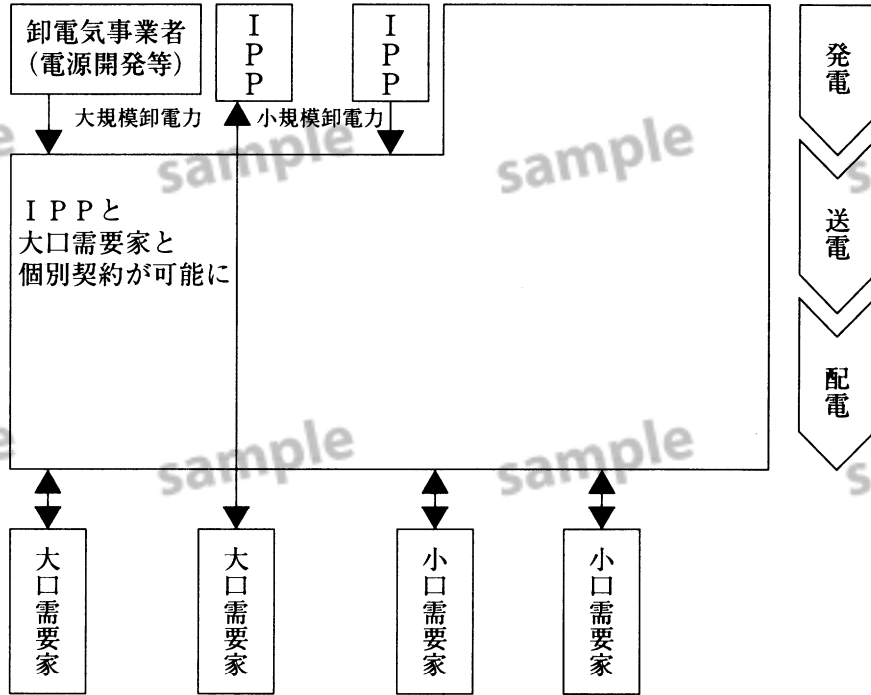 卸電気事業者
(電源開発等)
IPP
IPP
発電
大規模卸電力
小規模卸電力
sample
sample
IPPと
大口需要家と
個別契約が可能に
送電
配電
sample
sample
大口需要家
大口需要家
小口需要家
小口需要家